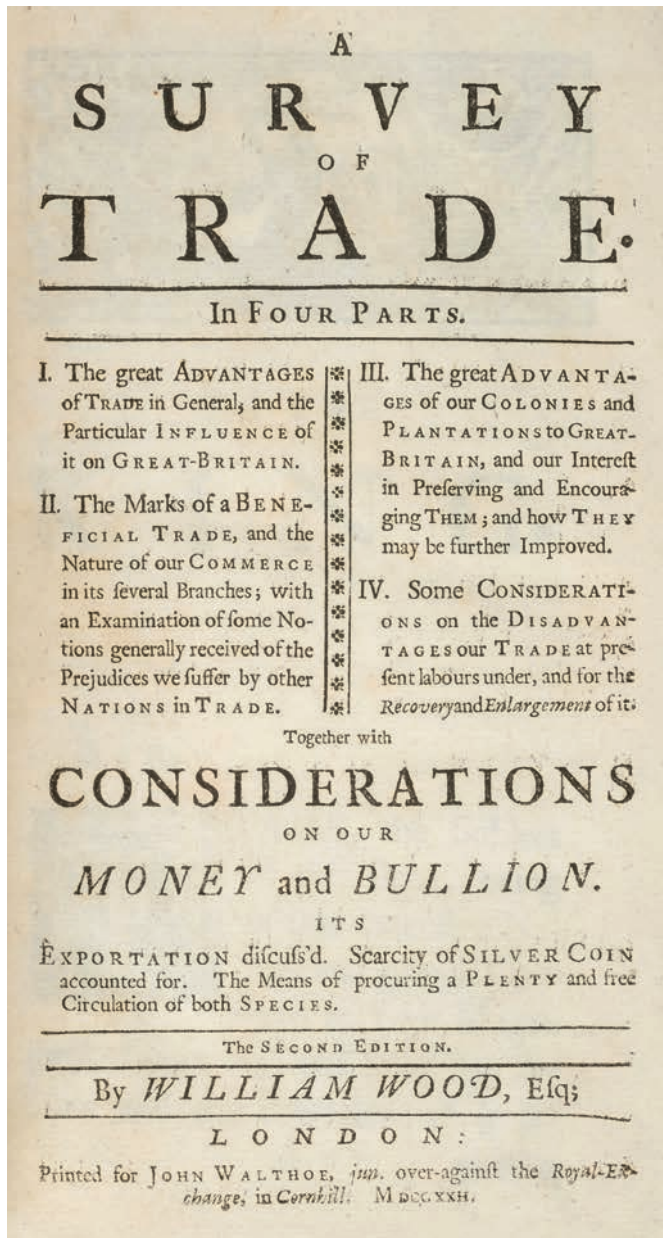 A
SURVEY
OF
TRADE.
In FOUR PARTS.
I. The great ADVANTAGES
of TRADE in General, and the
Particular INFLUENCE of
it on GREAT-BRITAIN.
II. The Marks of a BENE-
FICIAL TRADE, and the
Nature of our COMMERCE
in its ſeveral Branches; with
an Examination of ſome No-
tions generally received of the
Prejudices we ſuffer by other
NATIONS in TRADE.
III. The great ADVANTA-
GES of our COLONIES and
PLANTATIONS to GREAT-
BRITAIN, and our Intereſt
in Preſerving and Encoura-
ging THEM; and how THEY
may be further Improved.
IV. Some CONSIDERATI-
ONS on the DISADVAN-
TAGES our TRADE at pre-
ſent labours under, and for the
Recovery and Enlargement of it.
Together with
CONSIDERATIONS
ON OUR
MONEY and BULLION.
ITS
EXPORTATION diſcuſs'd. Scarcity of SILVER COIN
accounted for. The Means of procuring a PLENTY and free
Circulation of both SPECIES.
The SECOND EDITION.
By WILLIAM WOOD, Eſq;
LONDON:
Printed for JOHN WALTHOE, jun. over-againſt the Royal-Ex-
change, in Cornhill. MDCCXXII.